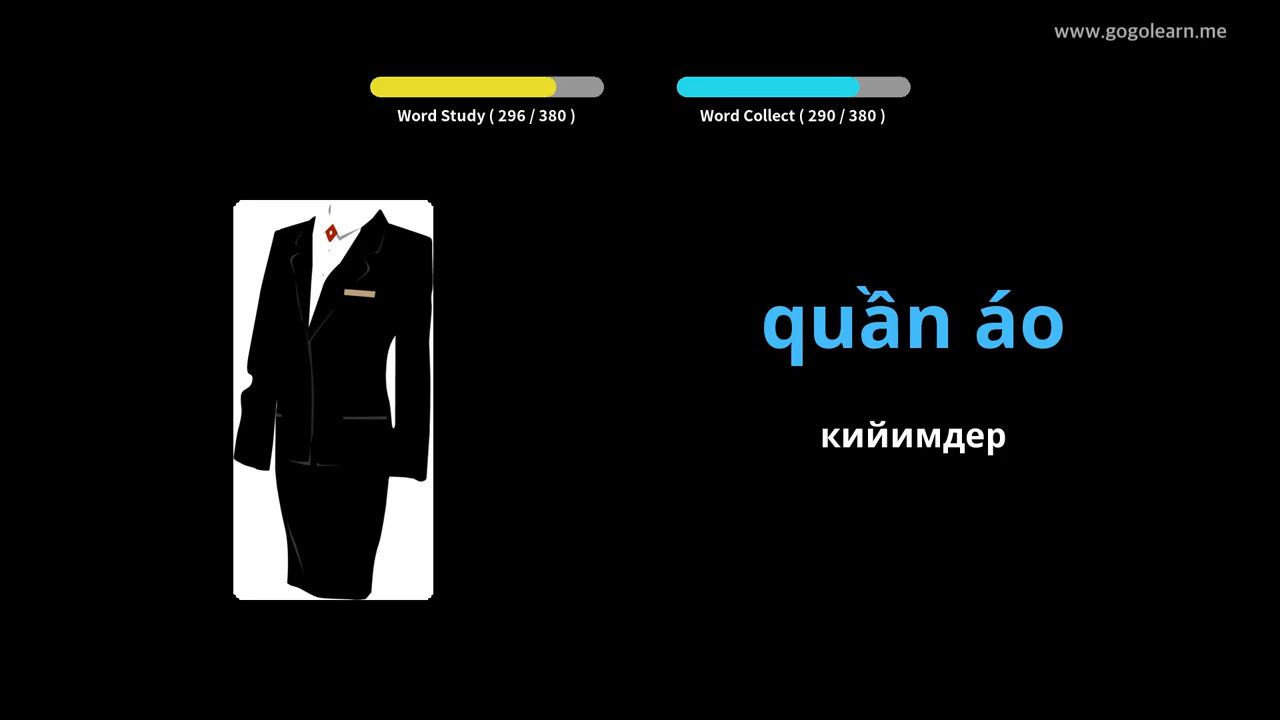 www.gogolearn.me
Word Study ( 296 / 380 )
Word Collect ( 290 / 380 )
quần áo
кийимдер